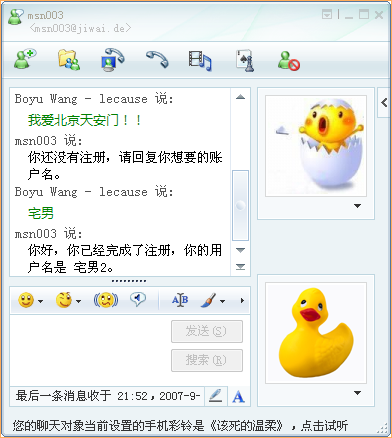 msn003
<msn003@jiwai.de>
Boyu Wang - lecause 说:
我爱北京天安门！！
msn003 说:
你还没有注册，请回复你想要的账
户名。
Boyu Wang - lecause 说:
宅男
msn003 说:
你好，你已经完成了注册，你的用
户名是 宅男2。
发送(S)
搜索(R)
最后一条消息收于 21:52，2007-9-
您的聊天对象当前设置的手机彩铃是《该死的温柔》，点击试听